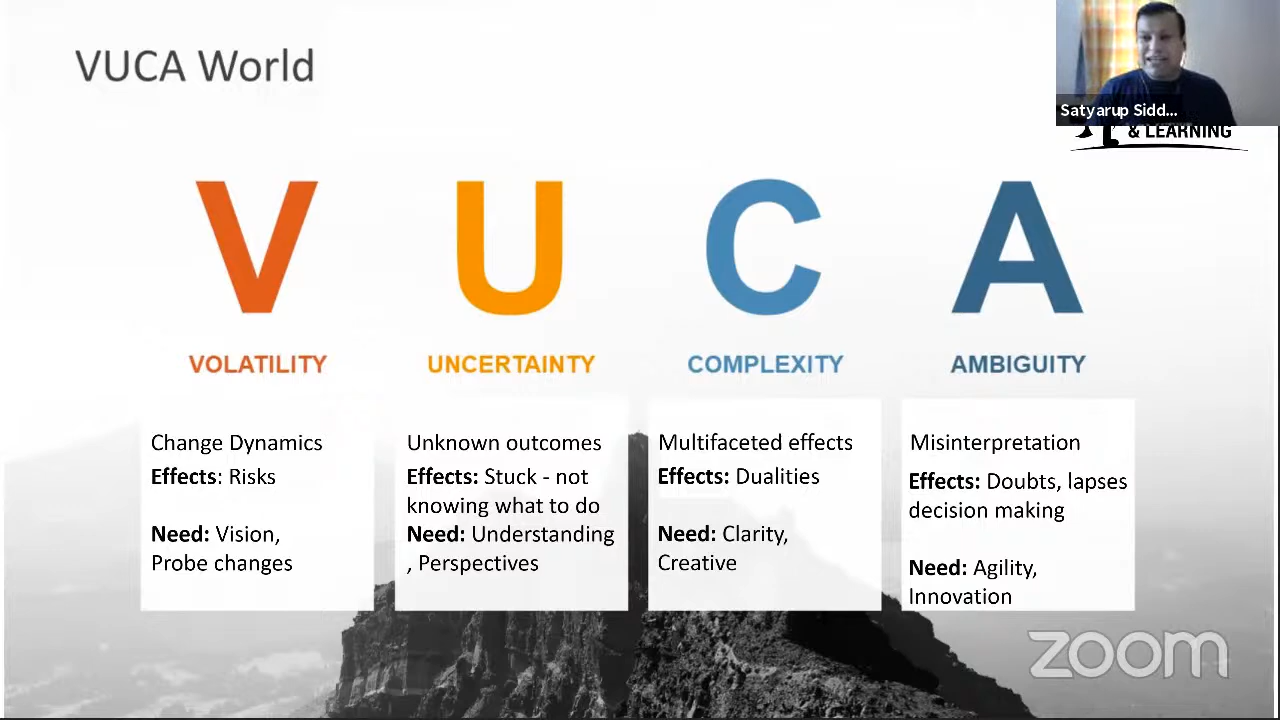 VUCA World
Satyarup Sidd...
& LEARNING
V U C A
VOLATILITY
UNCERTAINTY
COMPLEXITY
AMBIGUITY
Change Dynamics
Effects: Risks
Need: Vision,
Probe changes
Unknown outcomes
Effects: Stuck - not
knowing what to do
Need: Understanding
, Perspectives
Multifaceted effects
Effects: Dualities
Need: Clarity,
Creative
Misinterpretation
Effects: Doubts, lapses
decision making
Need: Agility,
Innovation
zoom